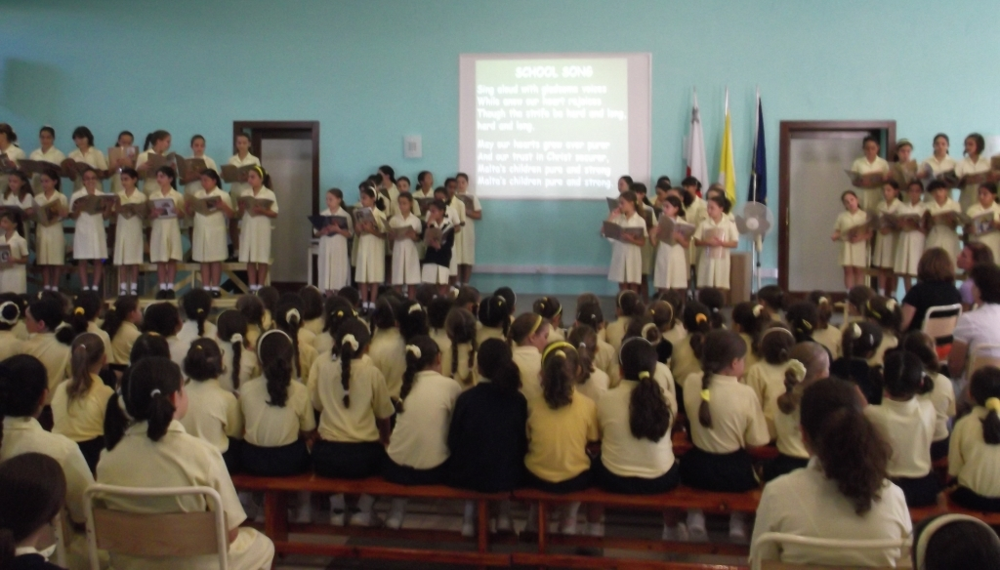 SCHOOL SONG
Sing aloud with gladsome voices
While soon our heart rejoices
Though the strife be hard and long,
hard and long.
May our hearts grow ever purer
And our trust in Christ securer,
Malta's children pure and strong
Malta's children pure and strong.